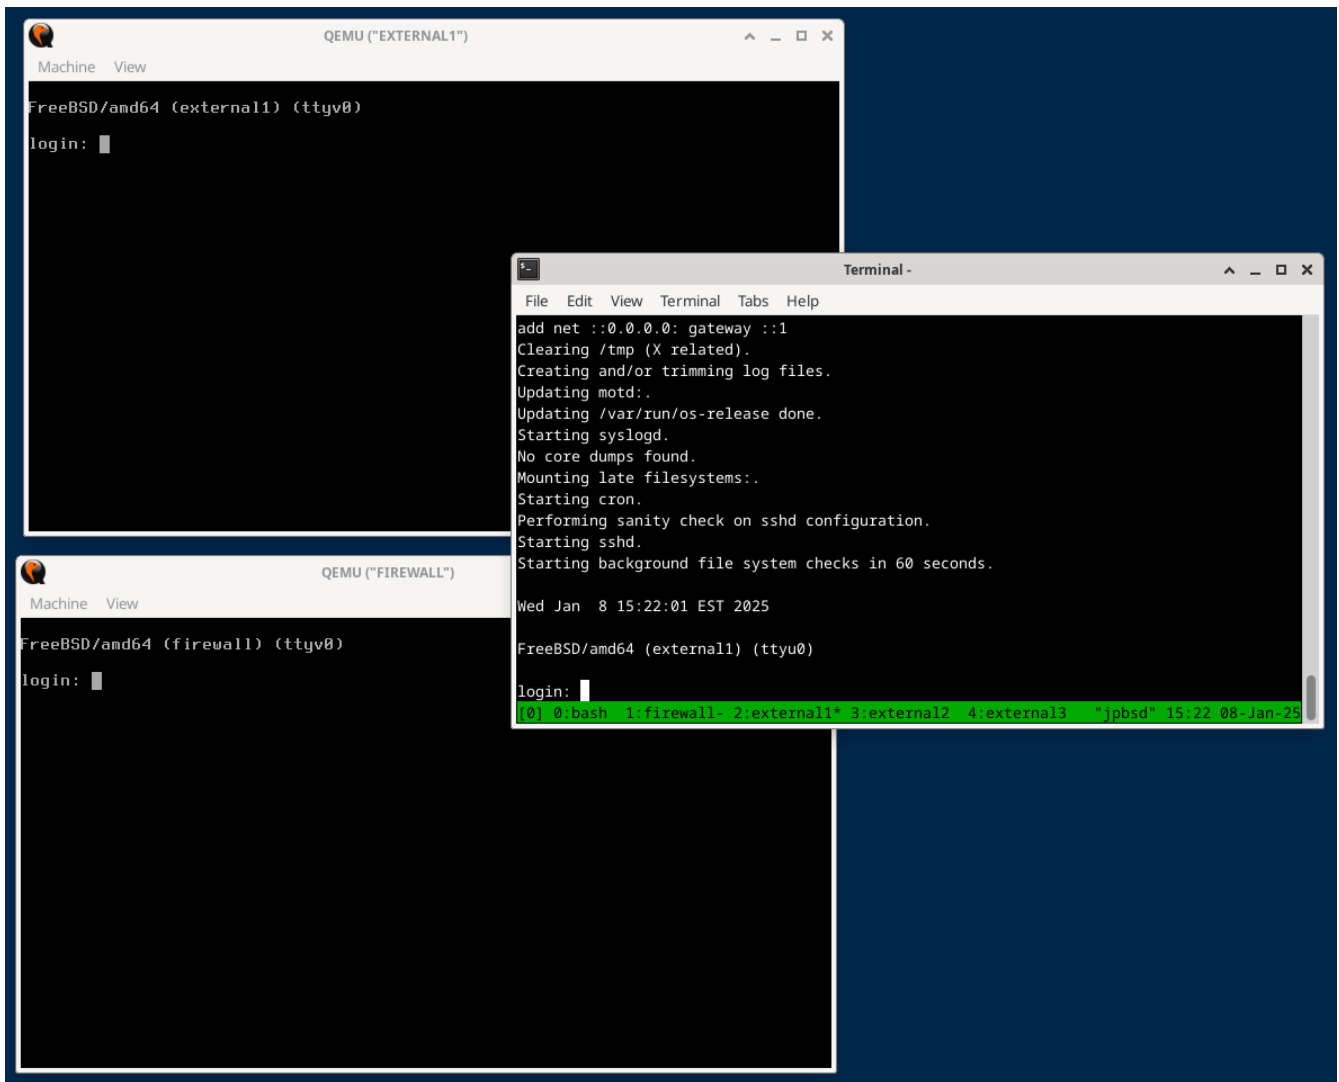 QEMU ("EXTERNAL1")
Machine View
FreeBSD/amd64 (external1) (ttyv0)
login:
Terminal -
File Edit View Terminal Tabs Help
add net ::0.0.0.0: gateway ::1
Clearing /tmp (X related).
Creating and/or trimming log files.
Updating motd:.
Updating /var/run/os-release done.
Starting syslogd.
No core dumps found.
Mounting late filesystems:.
Starting cron.
Performing sanity check on sshd configuration.
Starting sshd.
Starting background file system checks in 60 seconds.
Wed Jan  8 15:22:01 EST 2025
FreeBSD/amd64 (external1) (ttyu0)
login:
[0] 0:bash  1:firewall- 2:external1* 3:external2  4:external3   "jpbsd" 15:22 08-Jan-25
QEMU ("FIREWALL")
Machine View
FreeBSD/amd64 (firewall) (ttyv0)
login: